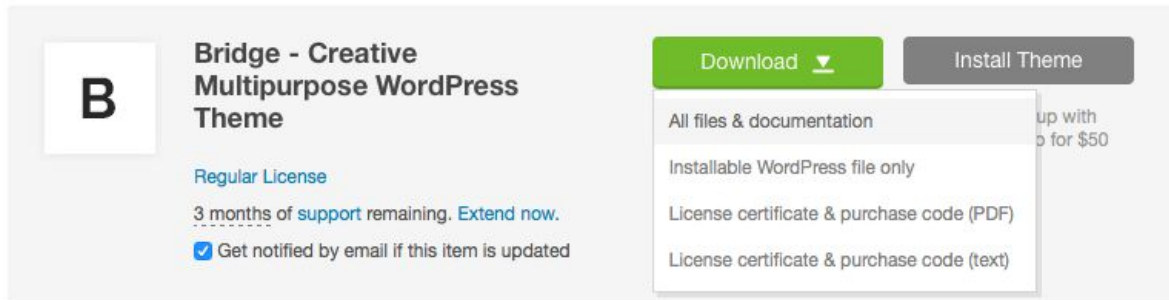 B
Bridge - Creative
Multipurpose WordPress
Theme
Regular License
3 months of support remaining. Extend now.
Get notified by email if this item is updated
Download
All files & documentation
Installable WordPress file only
License certificate & purchase code (PDF)
License certificate & purchase code (text)
Install Theme
up with
for $50